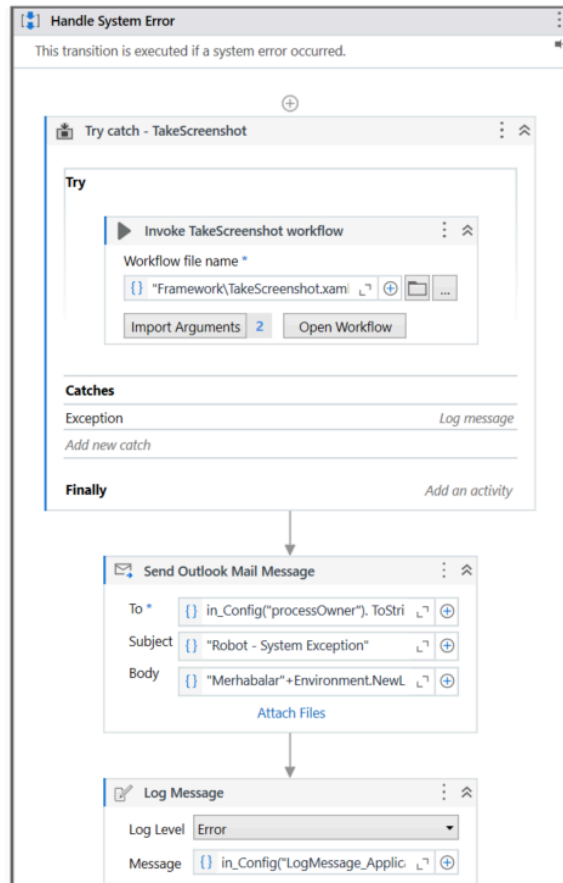 Handle System Error
This transition is executed if a system error occurred.
Try catch - TakeScreenshot
Try
Invoke TakeScreenshot workflow
Workflow file name *
{} "Framework\TakeScreenshot.xaml
...
Import Arguments 2 Open Workflow
Catches
Exception Log message
Add new catch
Finally Add an activity
Send Outlook Mail Message
To * {} in_Config("processOwner"). ToStri
Subject {} "Robot - System Exception"
Body {} "Merhabalar"+Environment.NewL
Attach Files
Log Message
Log Level Error
Message {} in_Config("LogMessage_Applic